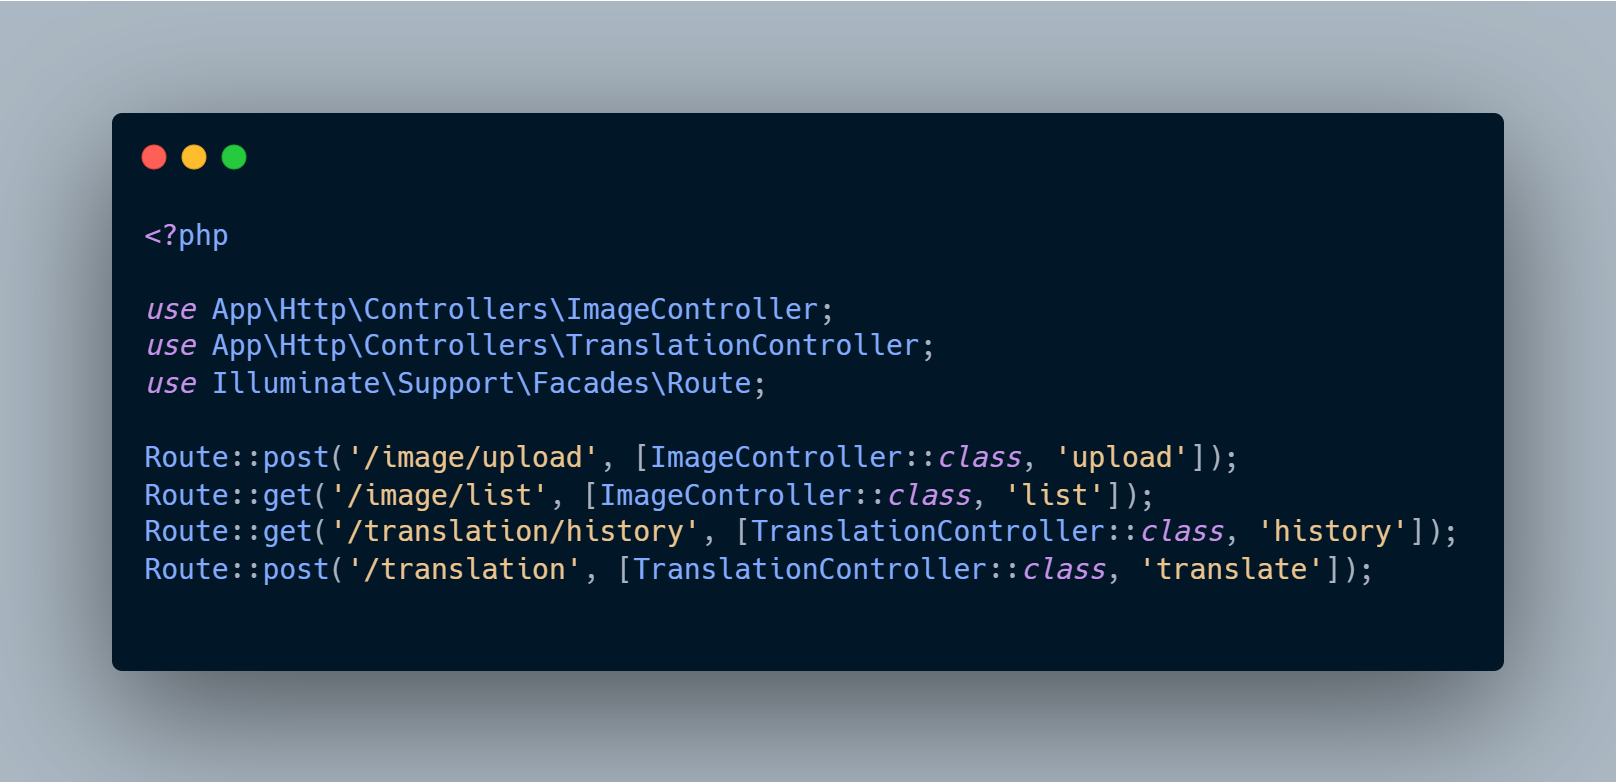 <?php
use App\Http\Controllers\ImageController;
use App\Http\Controllers\TranslationController;
use Illuminate\Support\Facades\Route;
Route::post('/image/upload', [ImageController::class, 'upload']);
Route::get('/image/list', [ImageController::class, 'list']);
Route::get('/translation/history', [TranslationController::class, 'history']);
Route::post('/translation', [TranslationController::class, 'translate']);